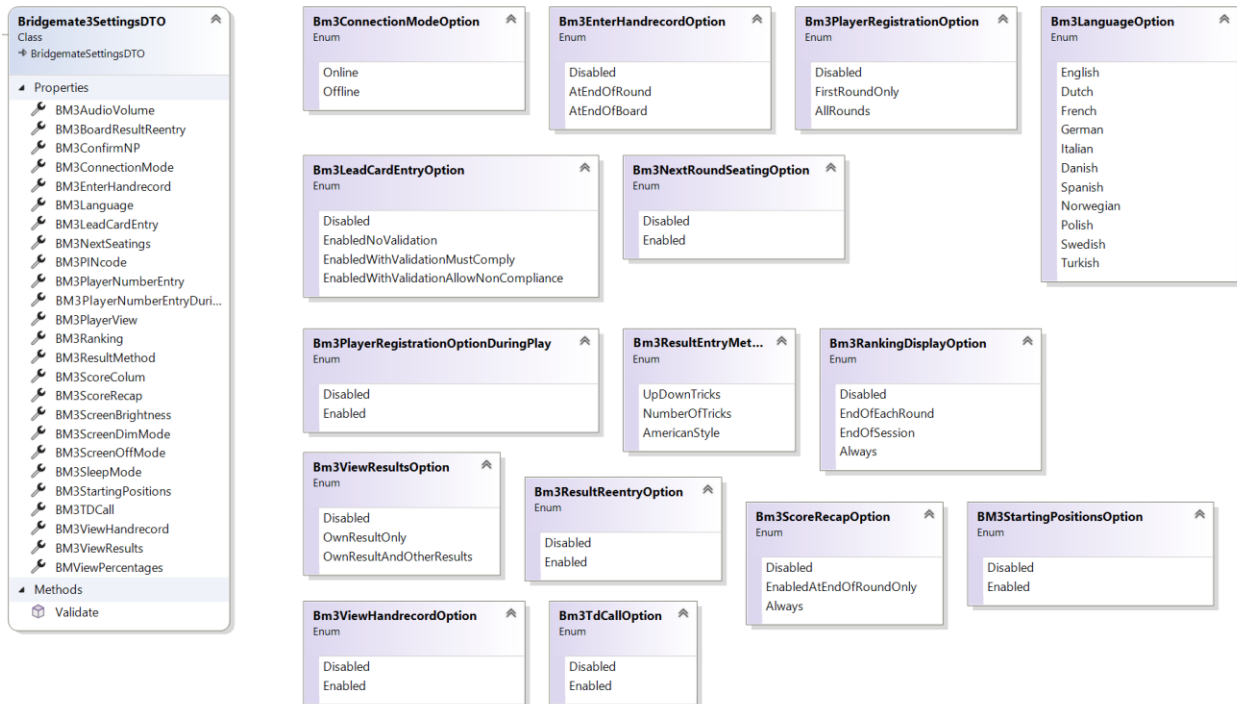 Bridgemate3SettingsDTO
Class
BridgemateSettingsDTO
Properties
BM3AudioVolume
BM3BoardResultReentry
BM3ConfirmNP
BM3ConnectionMode
BM3EnterHandrecord
BM3Language
BM3LeadCardEntry
BM3NextSeatings
BM3PINcode
BM3PlayerNumberEntry
BM3PlayerNumberEntryDuri...
BM3PlayerView
BM3Ranking
BM3ResultMethod
BM3ScoreColum
BM3ScoreRecap
BM3ScreenBrightness
BM3ScreenDimMode
BM3ScreenOffMode
BM3SleepMode
BM3StartingPositions
BM3TDCall
BM3ViewHandrecord
BM3ViewResults
BMViewPercentages
Methods
Validate
Bm3ConnectionModeOption
Enum
Online
Offline
Bm3EnterHandrecordOption
Enum
Disabled
AtEndOfRound
AtEndOfBoard
Bm3PlayerRegistrationOption
Enum
Disabled
FirstRoundOnly
AllRounds
Bm3LanguageOption
Enum
English
Dutch
French
German
Italian
Danish
Spanish
Norwegian
Polish
Swedish
Turkish
Bm3LeadCardEntryOption
Enum
Disabled
EnabledNoValidation
EnabledWithValidationMustComply
EnabledWithValidationAllowNonCompliance
Bm3NextRoundSeatingOption
Enum
Disabled
Enabled
Bm3PlayerRegistrationOptionDuringPlay
Enum
Disabled
Enabled
Bm3ResultEntryMet...
Enum
UpDownTricks
NumberOfTricks
AmericanStyle
Bm3RankingDisplayOption
Enum
Disabled
EndOfEachRound
EndOfSession
Always
Bm3ViewResultsOption
Enum
Disabled
OwnResultOnly
OwnResultAndOtherResults
Bm3ResultReentryOption
Enum
Disabled
Enabled
Bm3ScoreRecapOption
Enum
Disabled
EnabledAtEndOfRoundOnly
Always
BM3StartingPositionsOption
Enum
Disabled
Enabled
Bm3ViewHandrecordOption
Enum
Disabled
Enabled
Bm3TdCallOption
Enum
Disabled
Enabled